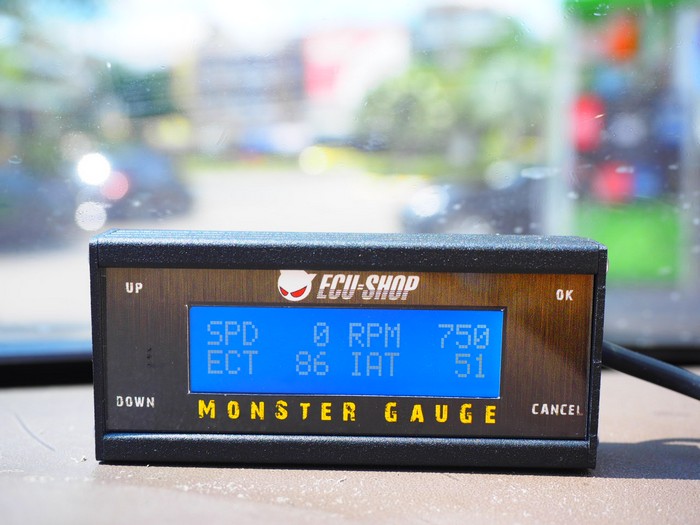 UP
ECU-SHOP
OK
SPD 0 RPM 750
ECT 86 IAT 51
DOWN
MONSTER GAUGE
CANCEL